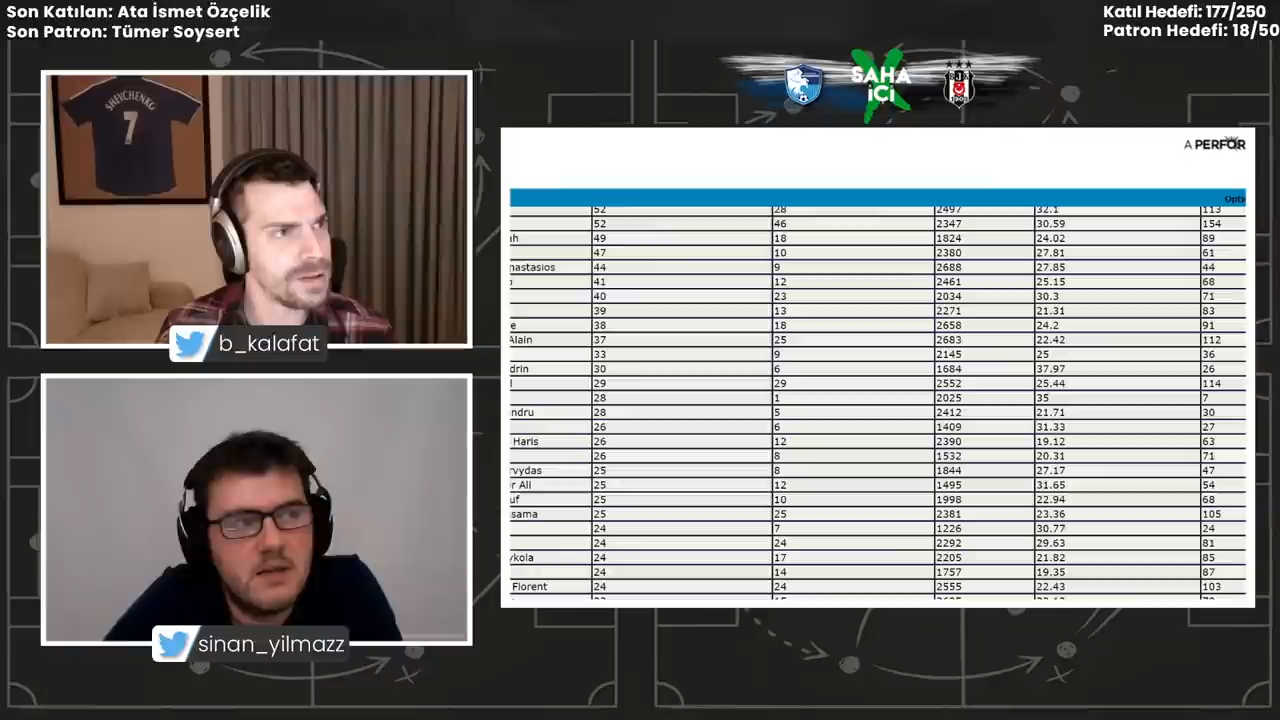 Son Katılan: Ata İsmet Özçelik
Son Patron: Tümer Soysert
Katıl Hedefi: 177/250
Patron Hedefi: 18/50
SAHA
İÇİ
SHEVCHENKO
7
b_kalafat
sinan_yilmazz
A PERFOR
Opt
52 28 2497 32.1 113
52 46 2347 30.59 154
ah 49 18 1824 24.02 89
47 10 2380 27.81 61
nastasios 44 9 2688 27.85 44
41 12 2461 25.15 68
40 23 2034 30.3 71
39 13 2271 21.31 83
e 38 18 2658 24.2 91
Alain 37 25 2683 22.42 112
33 9 2145 25 36
drin 30 6 1684 37.97 26
l 29 29 2552 25.44 114
28 1 2025 35 7
ndru 28 5 2412 21.71 30
26 6 1409 31.33 27
Haris 26 12 2390 19.12 63
26 8 1532 20.31 71
rvydas 25 8 1844 27.17 47
r Ali 25 12 1495 31.65 54
uf 25 10 1998 22.94 68
sama 25 25 2381 23.36 105
24 7 1226 30.77 24
24 24 2292 29.63 81
ykola 24 17 2205 21.82 85
24 14 1757 19.35 87
Florent 24 24 2555 22.43 103